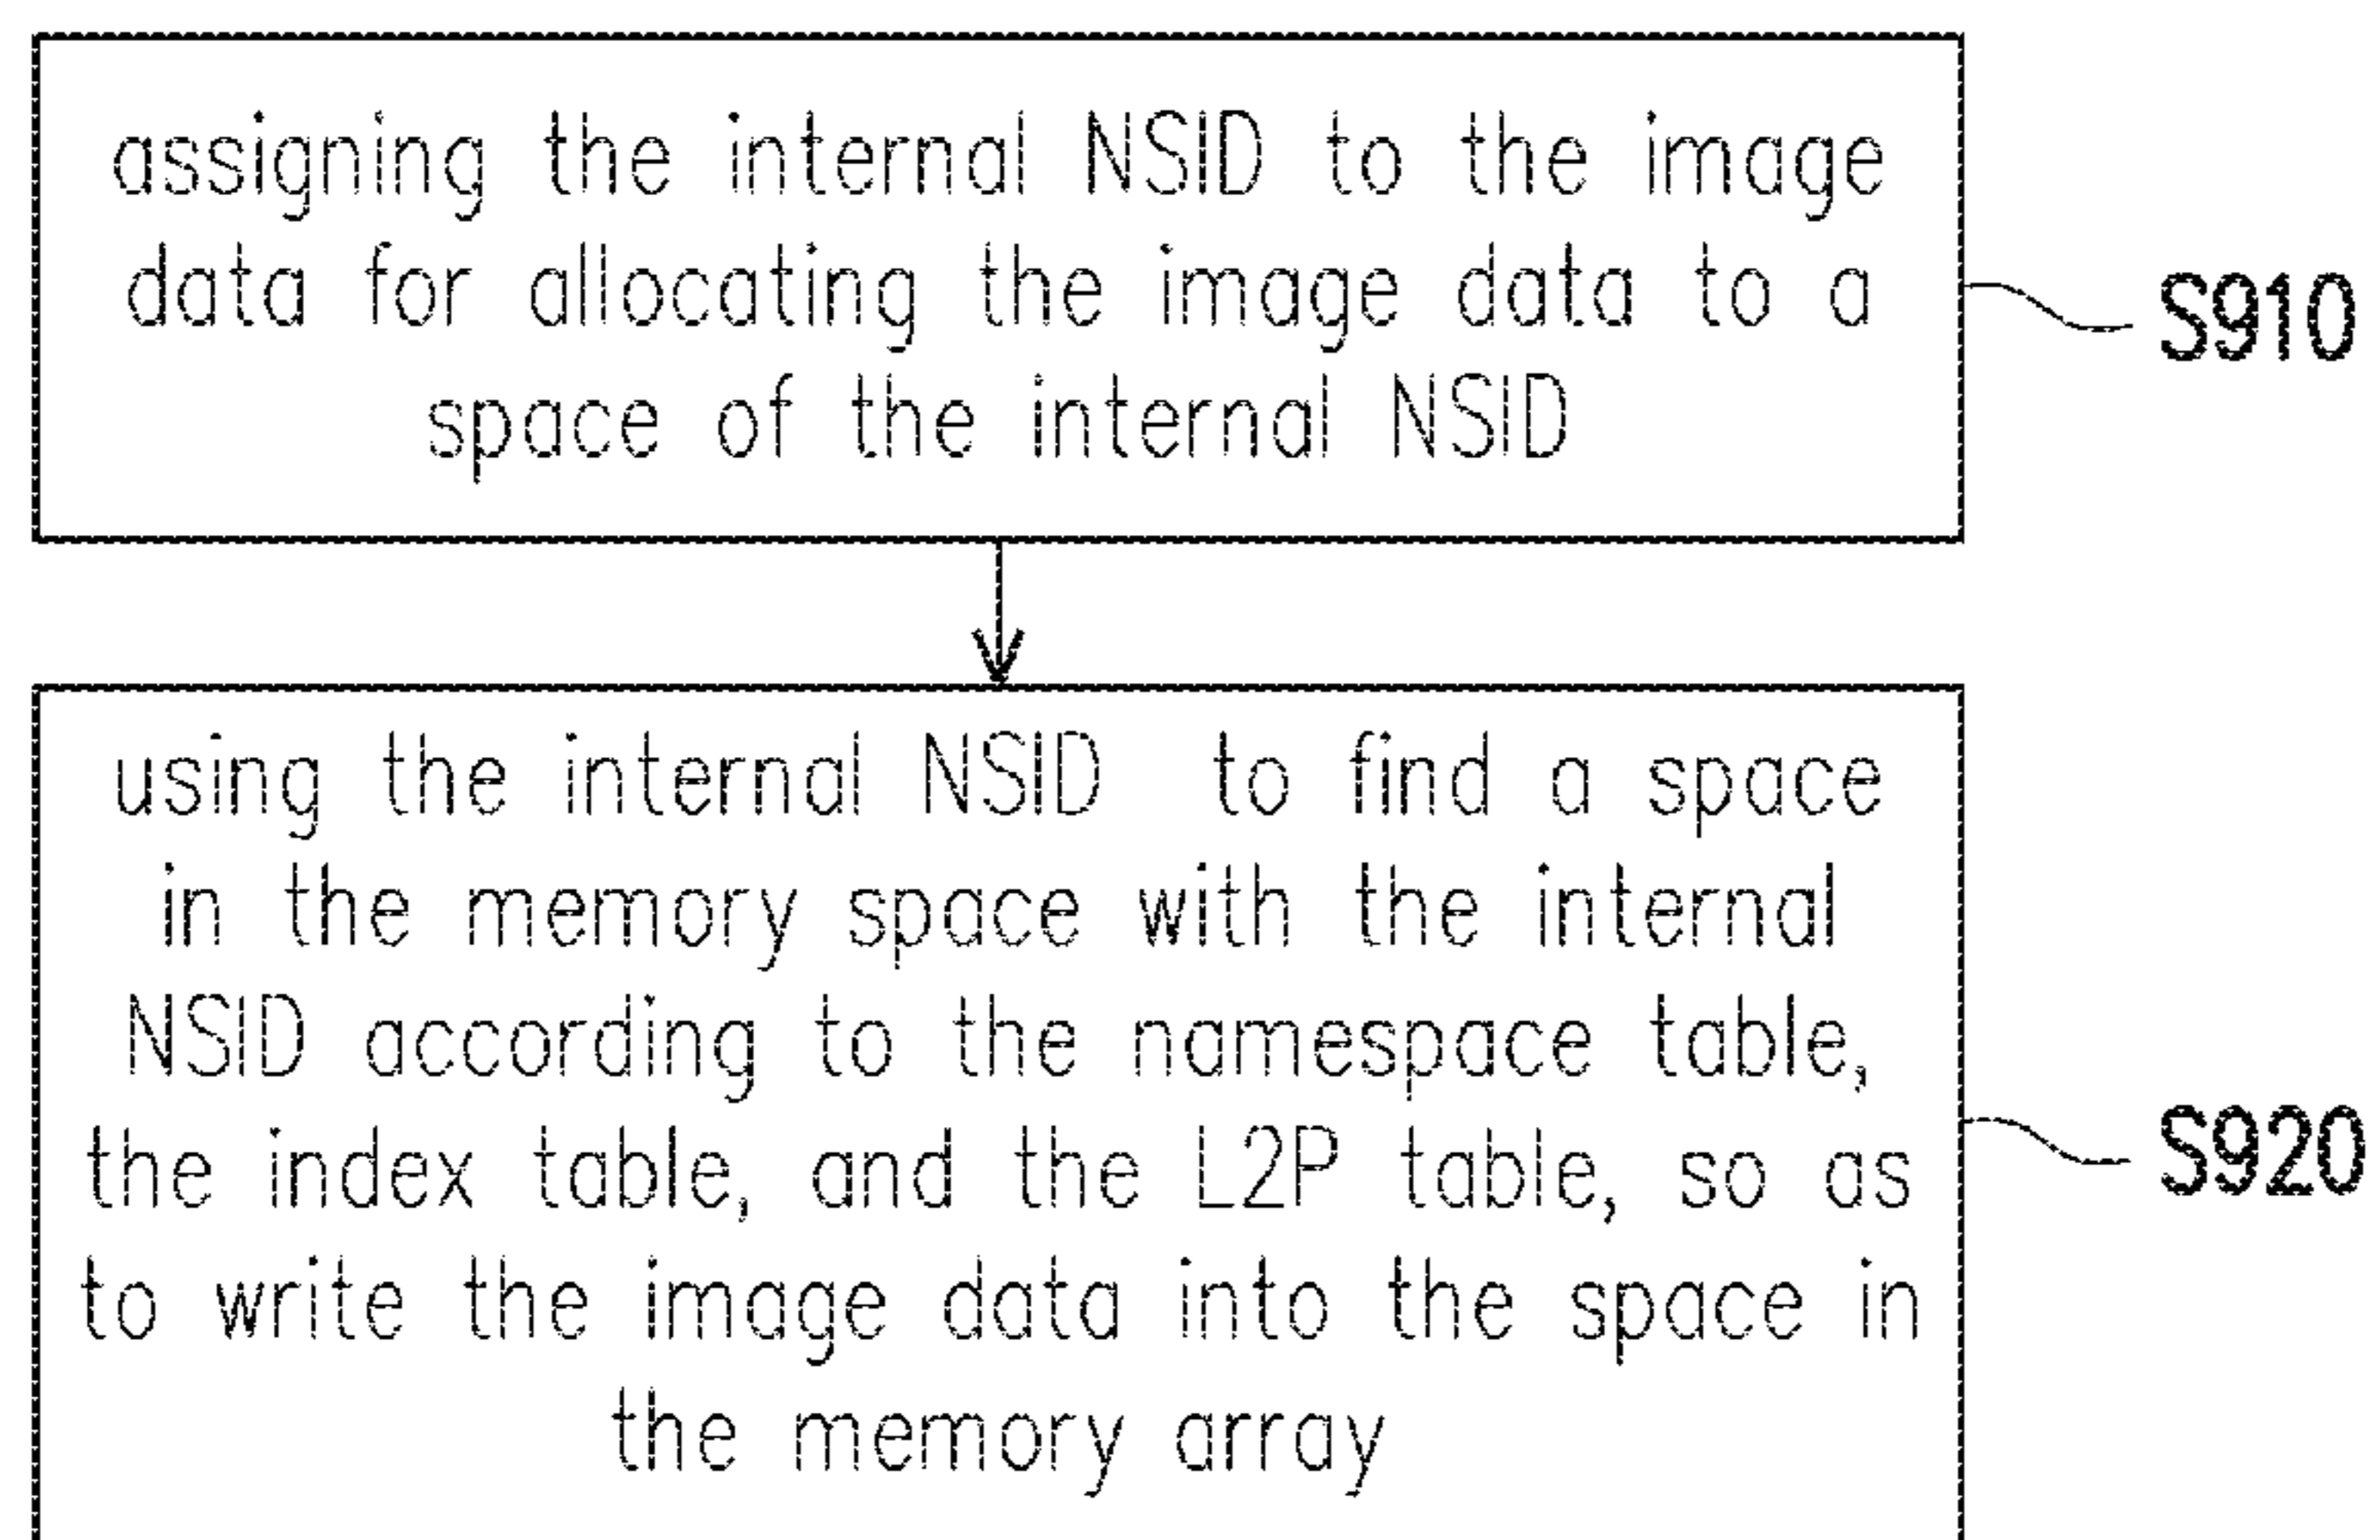 assigning the internal NSID to the image
data for allocating the image data to a
space of the internal NSID
S910
using the internal NSID to find a space
in the memory space with the internal
NSID according to the namespace table,
the index table, and the L2P table, so as
to write the image data into the space in
the memory array
S920